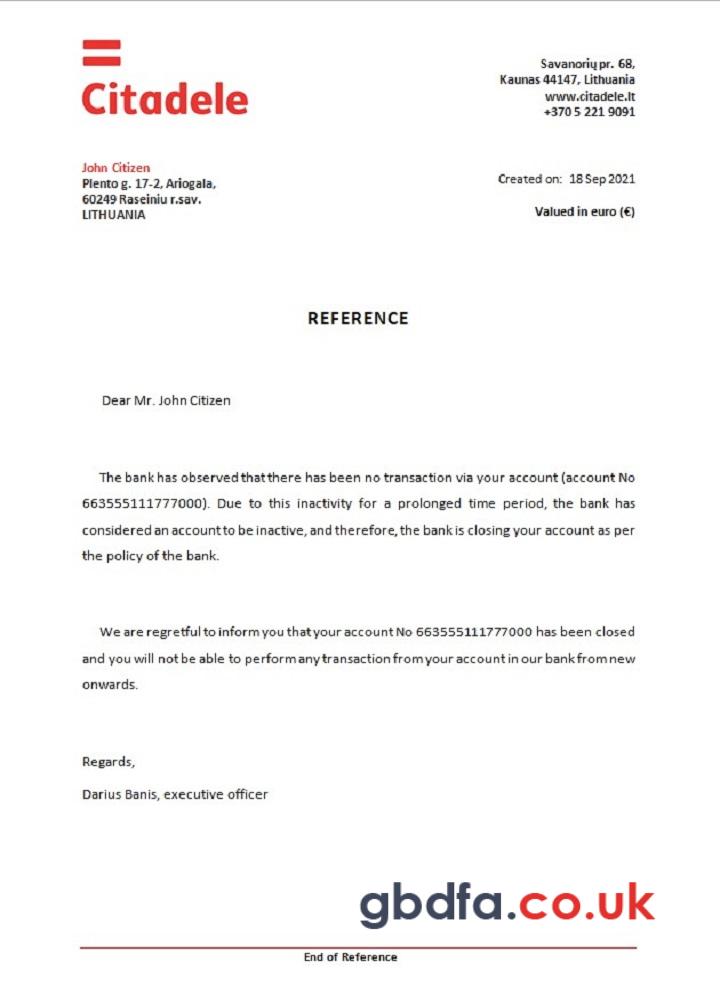 Citadele
Savanorių pr. 68,
Kaunas 44147, Lithuania
www.citadele.lt
+370 5 221 9091
John Citizen
Plento g. 17-2, Ariogala,
60249 Raseiniu r.sav.
LITHUANIA
Created on: 18 Sep 2021
Valued in euro (€)
REFERENCE
Dear Mr. John Citizen
The bank has observed that there has been no transaction via your account (account No
663555111777000). Due to this inactivity for a prolonged time period, the bank has
considered an account to be inactive, and therefore, the bank is closing your account as per
the policy of the bank.
We are regretful to inform you that your account No 663555111777000 has been closed
and you will not be able to perform any transaction from your account in our bank from new
onwards.
Regards,
Darius Banis, executive officer
gbdfa.co.uk
End of Reference